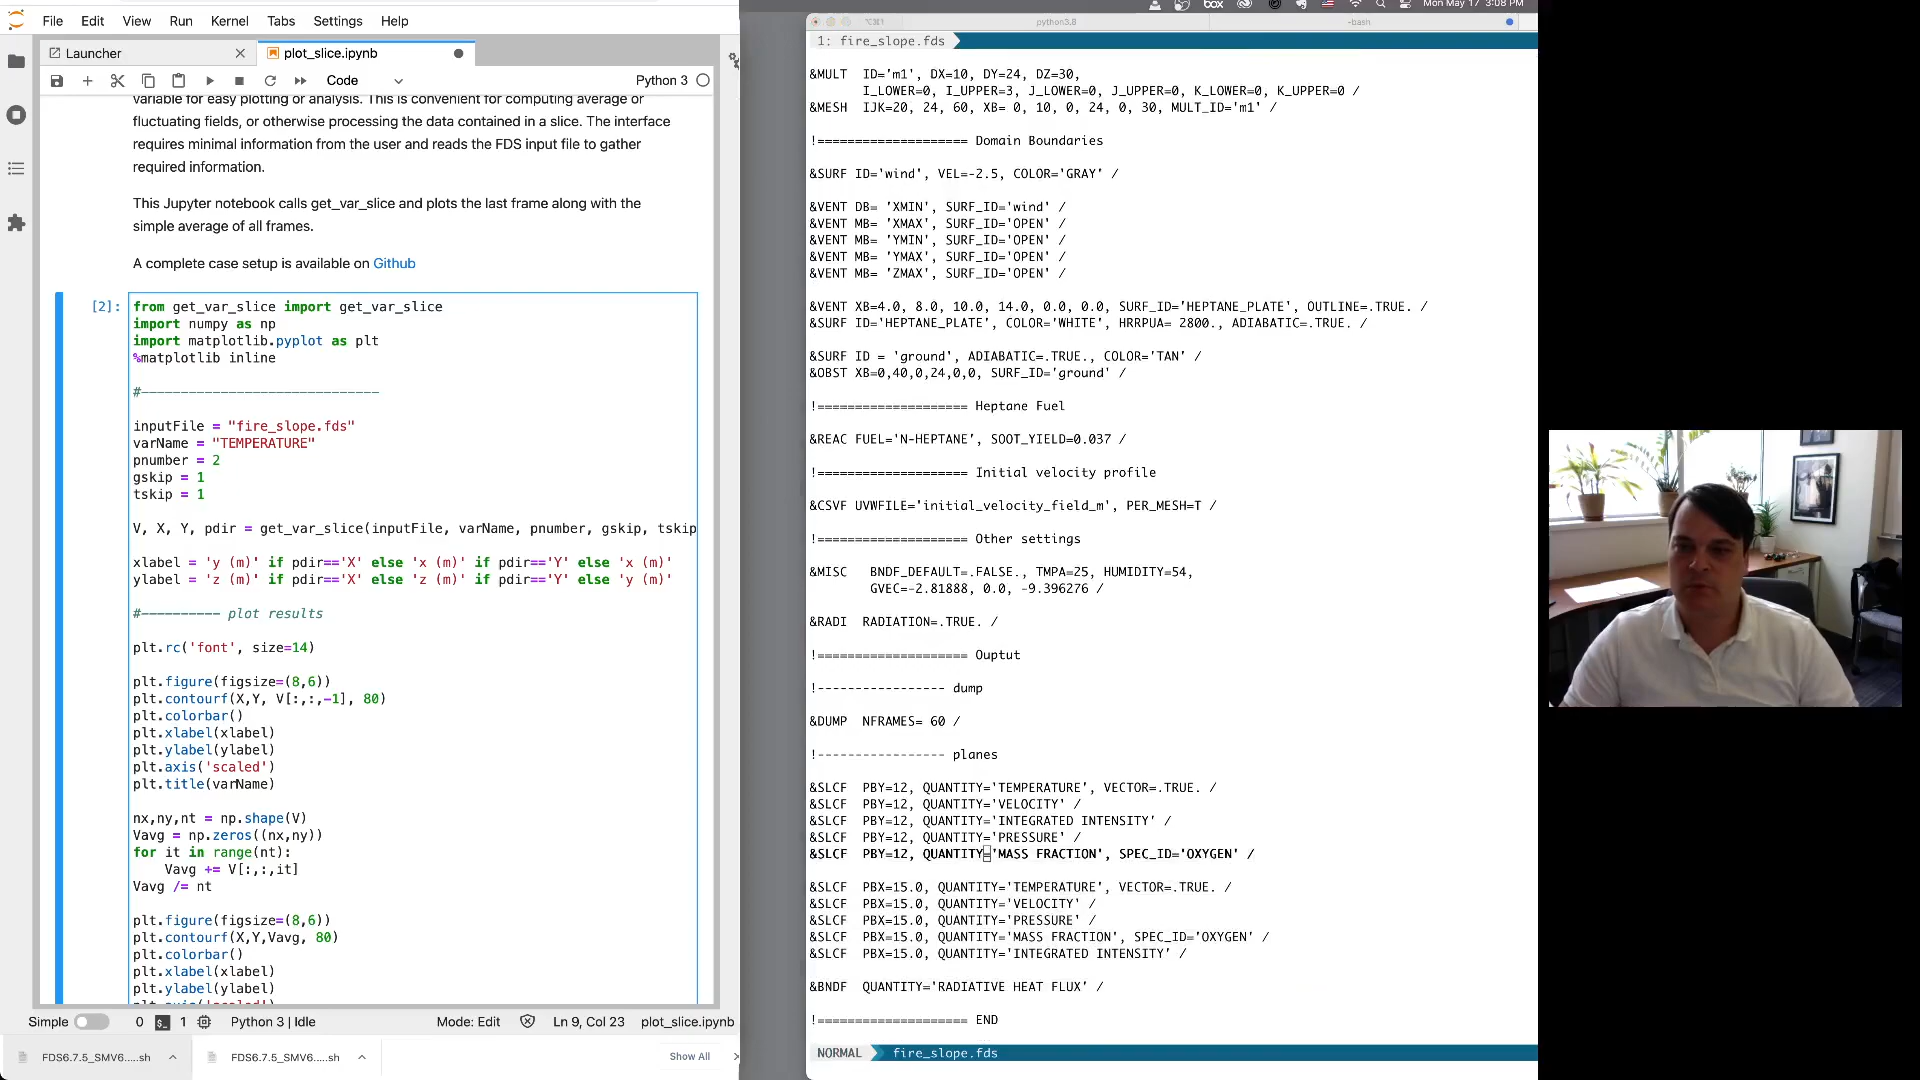 File Edit View Run Kernel Tabs Settings Help
Launcher
plot_slice.ipynb
Code
Python 3
variable for easy plotting or analysis. This is convenient for computing average or
fluctuating fields, or otherwise processing the data contained in a slice. The interface
requires minimal information from the user and reads the FDS input file to gather
required information.
This Jupyter notebook calls get_var_slice and plots the last frame along with the
simple average of all frames.
A complete case setup is available on Github
[2]:
from get_var_slice import get_var_slice
import numpy as np
import matplotlib.pyplot as plt
%matplotlib inline
#------------------------------
inputFile = "fire_slope.fds"
varName = "TEMPERATURE"
pnumber = 2
gskip = 1
tskip = 1
V, X, Y, pdir = get_var_slice(inputFile, varName, pnumber, gskip, tskip
xlabel = 'y (m)' if pdir=='X' else 'x (m)' if pdir=='Y' else 'x (m)'
ylabel = 'z (m)' if pdir=='X' else 'z (m)' if pdir=='Y' else 'y (m)'
#---------- plot results
plt.rc('font', size=14)
plt.figure(figsize=(8,6))
plt.contourf(X,Y, V[:,:,-1], 80)
plt.colorbar()
plt.xlabel(xlabel)
plt.ylabel(ylabel)
plt.axis('scaled')
plt.title(varName)
nx,ny,nt = np.shape(V)
Vavg = np.zeros((nx,ny))
for it in range(nt):
Vavg += V[:,:,it]
Vavg /= nt
plt.figure(figsize=(8,6))
plt.contourf(X,Y,Vavg, 80)
plt.colorbar()
plt.xlabel(xlabel)
plt.ylabel(ylabel)
plt.axis('scaled')
Simple 0 1 Python 3 | Idle Mode: Edit Ln 9, Col 23 plot_slice.ipynb
FDS6.7.5_SMV6.....sh
FDS6.7.5_SMV6.....sh
Show All
box
Mon May 17 3:08 PM
python3.8
-bash
1: fire_slope.fds
&MULT ID='m1', DX=10, DY=24, DZ=30,
I_LOWER=0, I_UPPER=3, J_LOWER=0, J_UPPER=0, K_LOWER=0, K_UPPER=0 /
&MESH IJK=20, 24, 60, XB= 0, 10, 0, 24, 0, 30, MULT_ID='m1' /
!==================== Domain Boundaries
&SURF ID='wind', VEL=-2.5, COLOR='GRAY' /
&VENT DB= 'XMIN', SURF_ID='wind' /
&VENT MB= 'XMAX', SURF_ID='OPEN' /
&VENT MB= 'YMIN', SURF_ID='OPEN' /
&VENT MB= 'YMAX', SURF_ID='OPEN' /
&VENT MB= 'ZMAX', SURF_ID='OPEN' /
&VENT XB=4.0, 8.0, 10.0, 14.0, 0.0, 0.0, SURF_ID='HEPTANE_PLATE', OUTLINE=.TRUE. /
&SURF ID='HEPTANE_PLATE', COLOR='WHITE', HRRPUA= 2800., ADIABATIC=.TRUE. /
&SURF ID = 'ground', ADIABATIC=.TRUE., COLOR='TAN' /
&OBST XB=0,40,0,24,0,0, SURF_ID='ground' /
!==================== Heptane Fuel
&REAC FUEL='N-HEPTANE', SOOT_YIELD=0.037 /
!==================== Initial velocity profile
&CSVF UVWFILE='initial_velocity_field_m', PER_MESH=T /
!==================== Other settings
&MISC BNDF_DEFAULT=.FALSE., TMPA=25, HUMIDITY=54,
GVEC=-2.81888, 0.0, -9.396276 /
&RADI RADIATION=.TRUE. /
!==================== Ouptut
!----------------- dump
&DUMP NFRAMES= 60 /
!----------------- planes
&SLCF PBY=12, QUANTITY='TEMPERATURE', VECTOR=.TRUE. /
&SLCF PBY=12, QUANTITY='VELOCITY' /
&SLCF PBY=12, QUANTITY='INTEGRATED INTENSITY' /
&SLCF PBY=12, QUANTITY='PRESSURE' /
&SLCF PBY=12, QUANTITY='MASS FRACTION', SPEC_ID='OXYGEN' /
&SLCF PBX=15.0, QUANTITY='TEMPERATURE', VECTOR=.TRUE. /
&SLCF PBX=15.0, QUANTITY='VELOCITY' /
&SLCF PBX=15.0, QUANTITY='PRESSURE' /
&SLCF PBX=15.0, QUANTITY='MASS FRACTION', SPEC_ID='OXYGEN' /
&SLCF PBX=15.0, QUANTITY='INTEGRATED INTENSITY' /
&BNDF QUANTITY='RADIATIVE HEAT FLUX' /
!==================== END
NORMAL fire_slope.fds